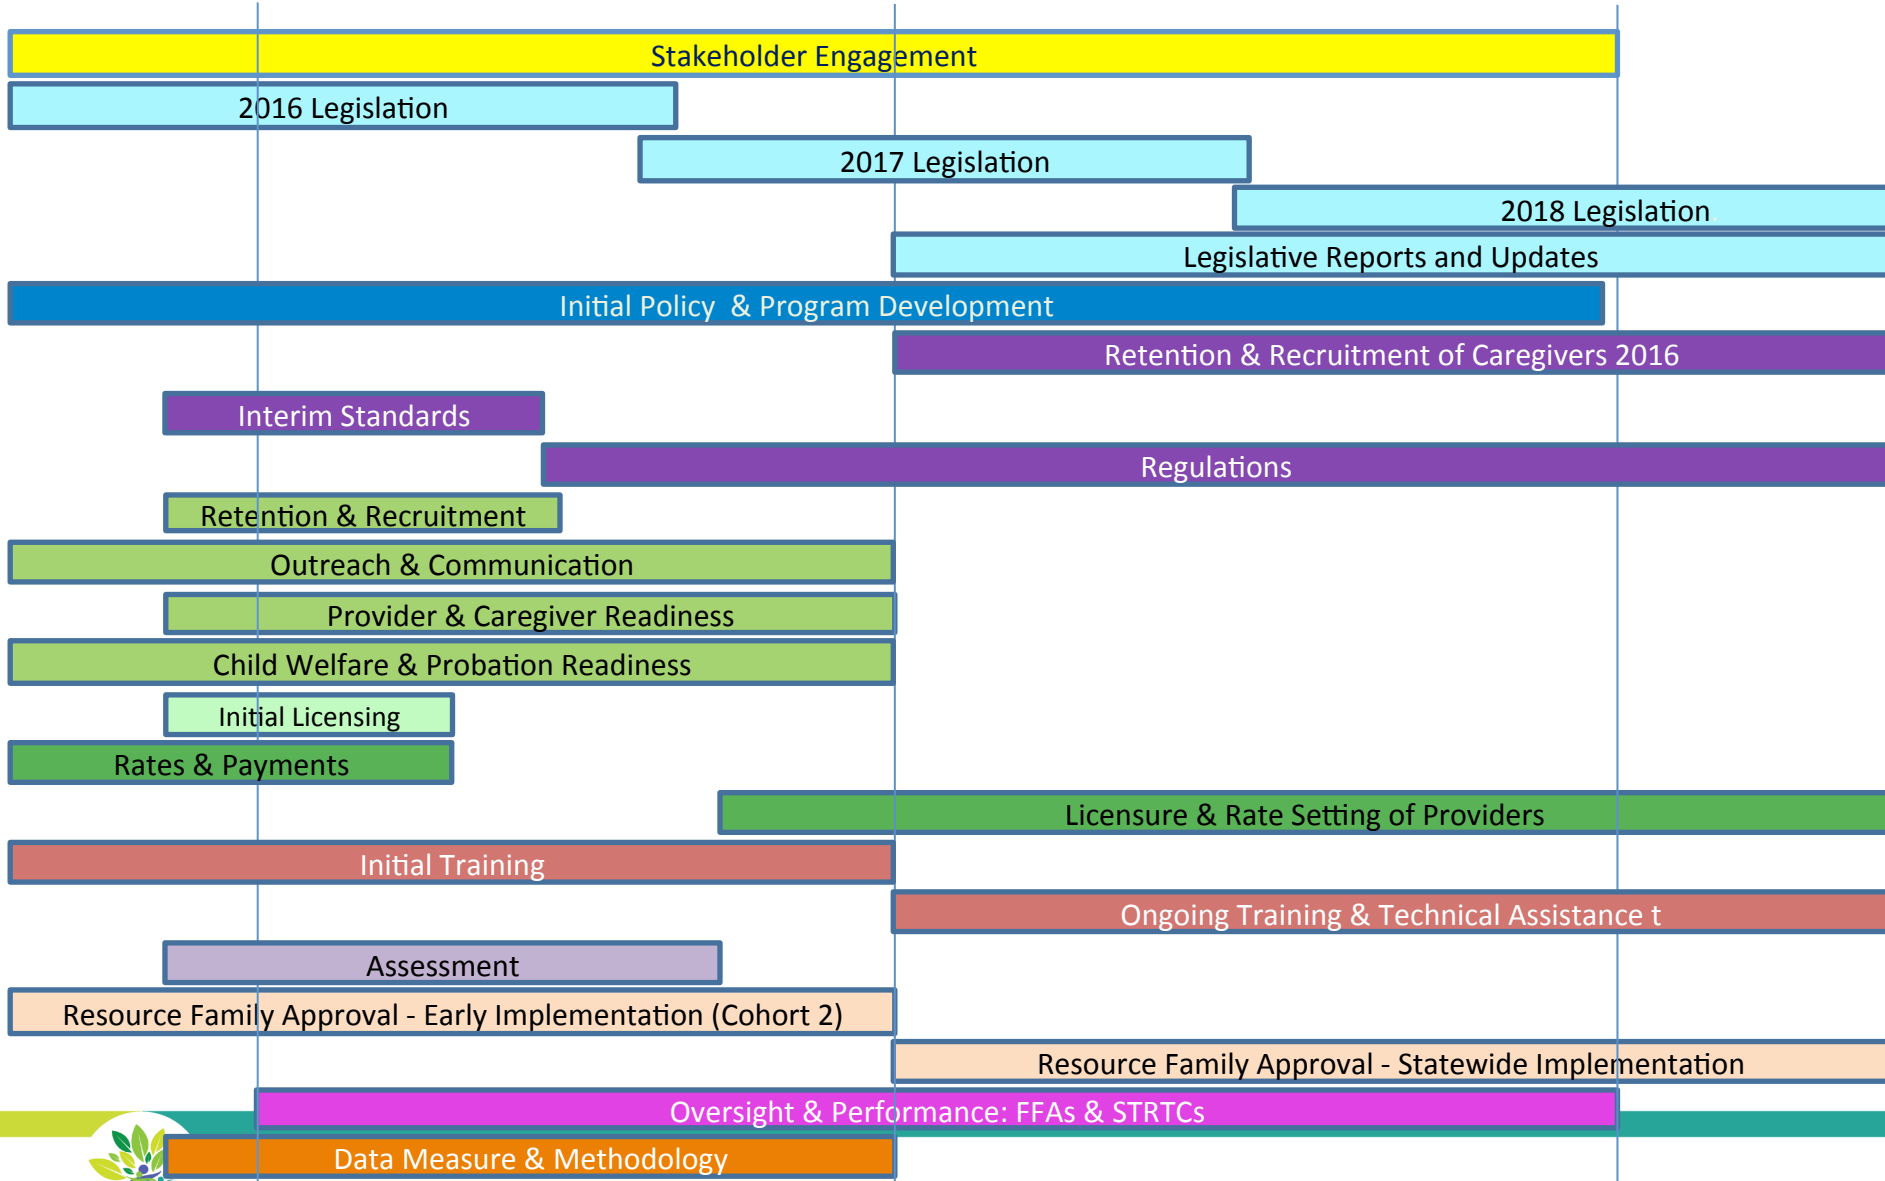 Stakeholder Engagement
2016 Legislation
2017 Legislation
2018 Legislation
Legislative Reports and Updates
Initial Policy & Program Development
Retention & Recruitment of Caregivers 2016
Interim Standards
Regulations
Retention & Recruitment
Outreach & Communication
Provider & Caregiver Readiness
Child Welfare & Probation Readiness
Initial Licensing
Rates & Payments
Licensure & Rate Setting of Providers
Initial Training
Ongoing Training & Technical Assistance t
Assessment
Resource Family Approval - Early Implementation (Cohort 2)
Resource Family Approval - Statewide Implementation
Oversight & Performance: FFAs & STRTCs
Data Measure & Methodology